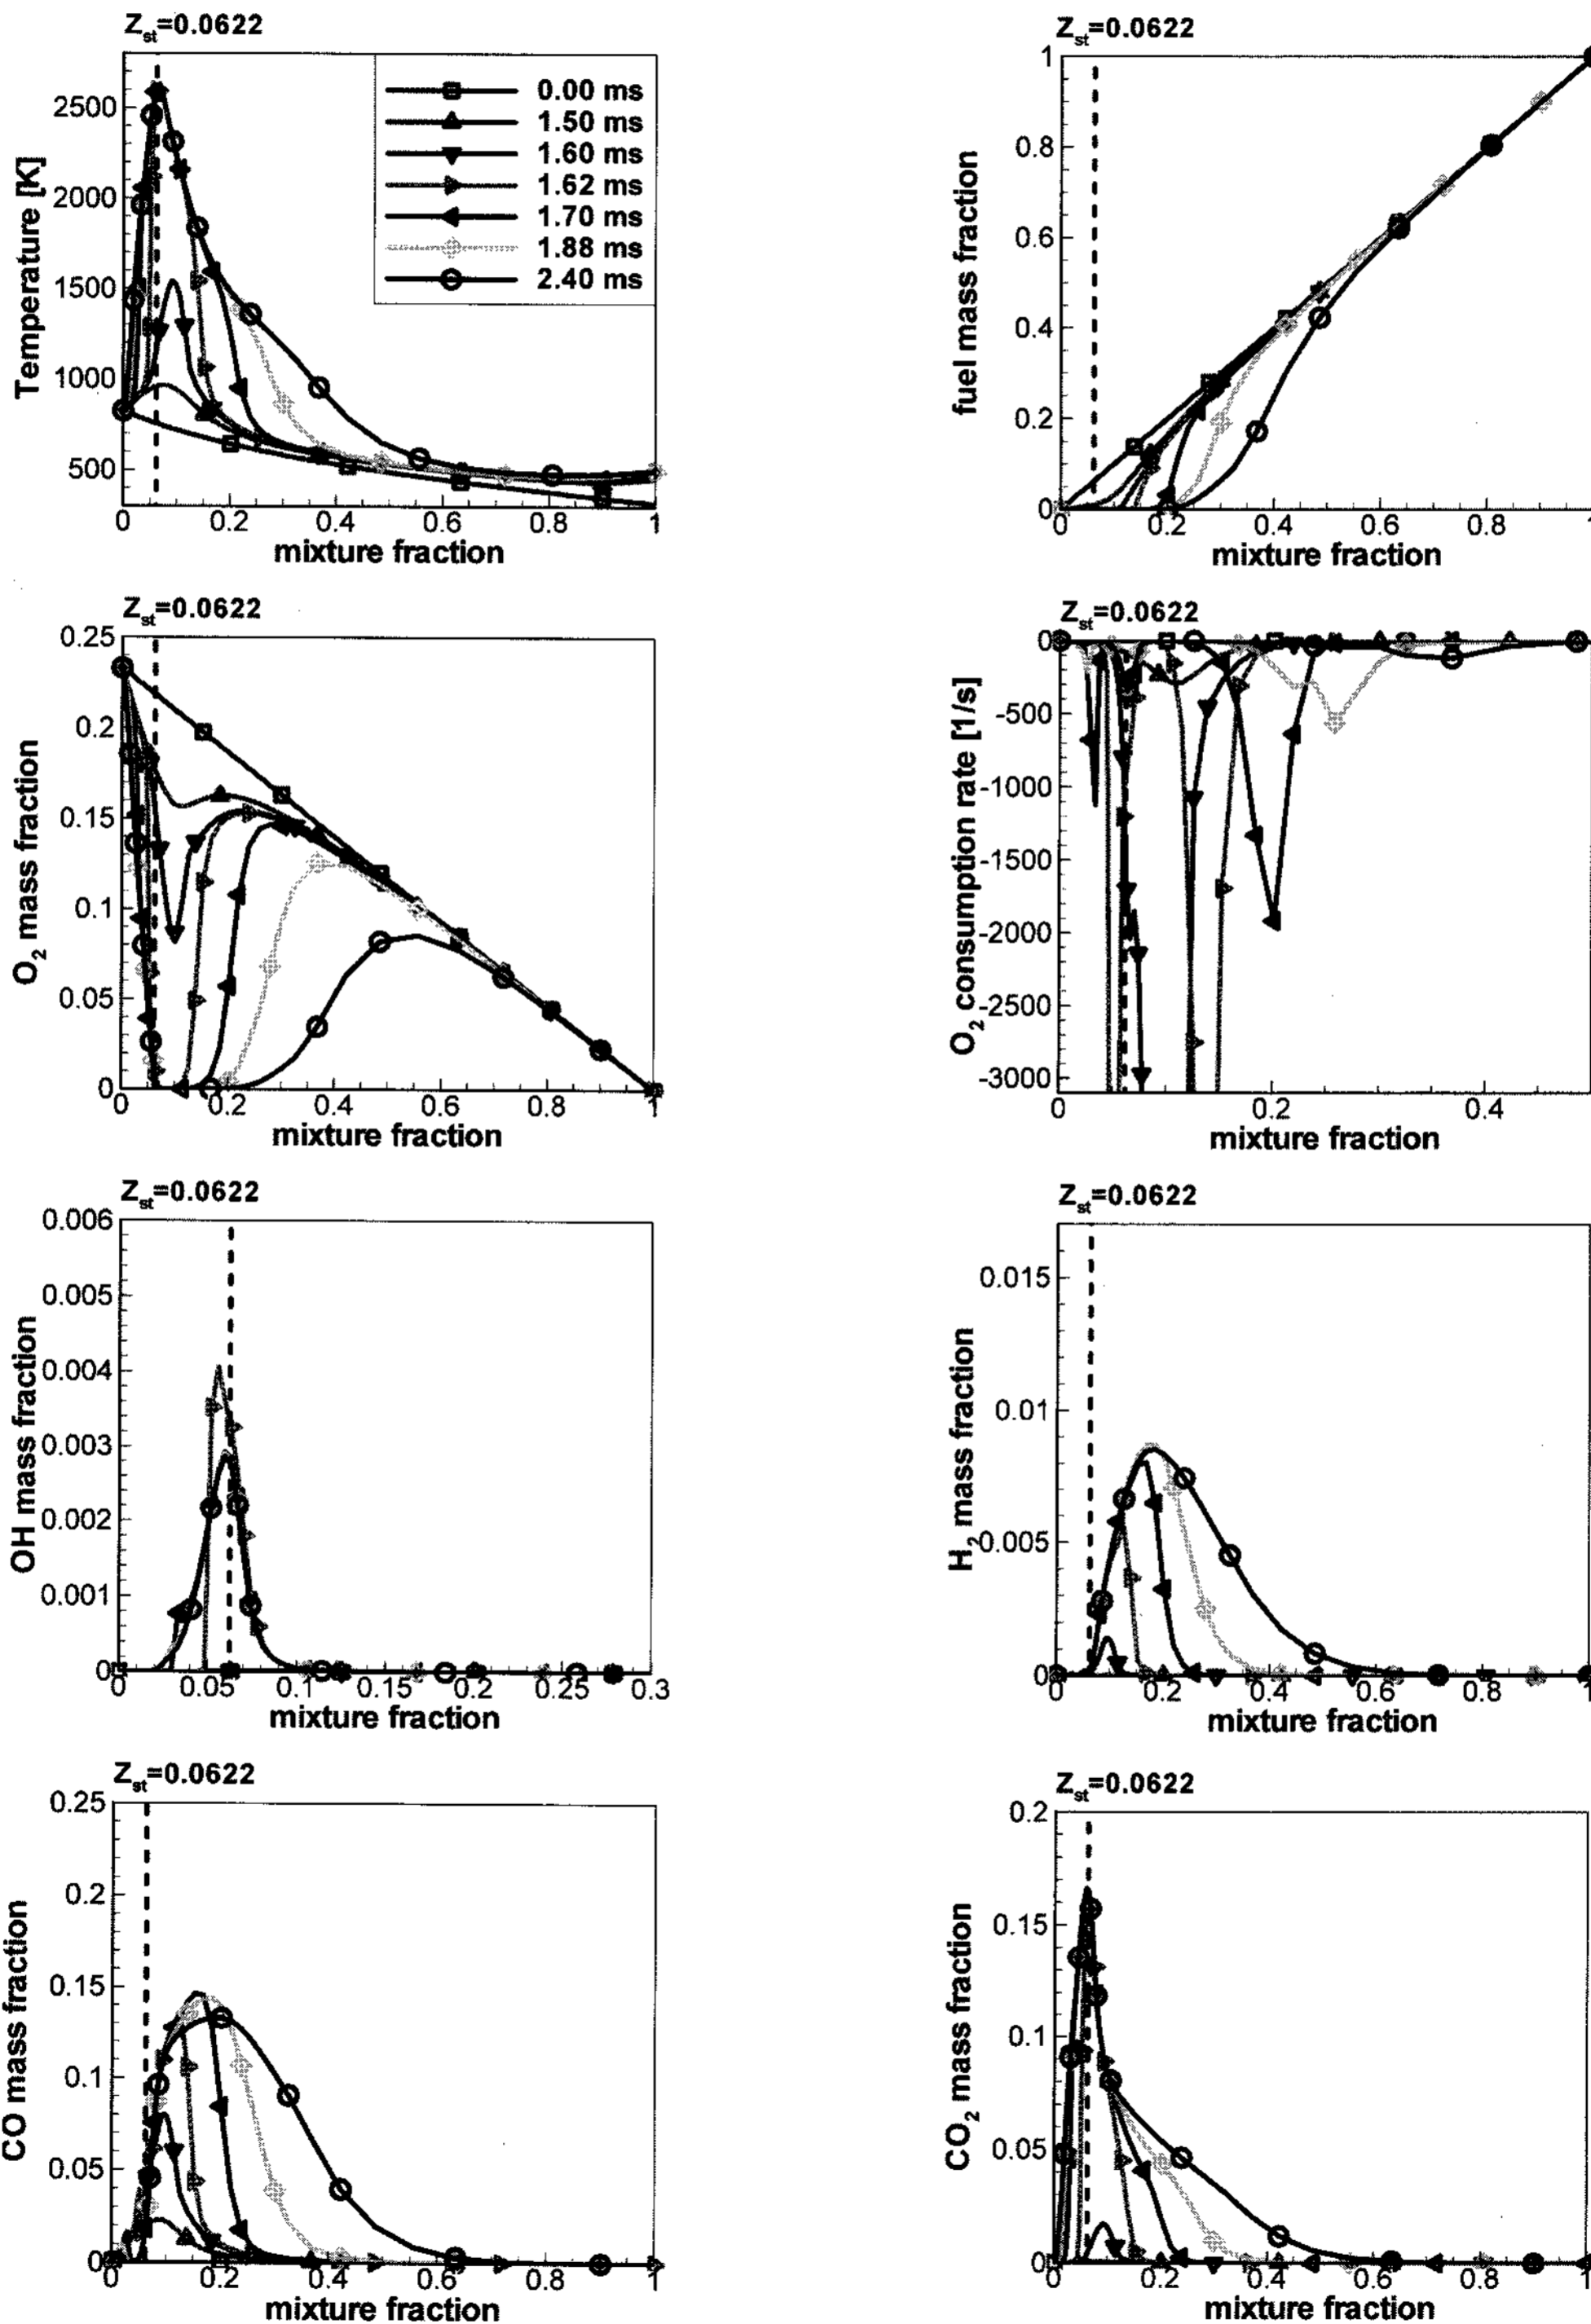 Z_st=0.0622
Temperature [K]
2500
2000
1500
1000
500
0 0.2 0.4 0.6 0.8 1
mixture fraction
0.00 ms
1.50 ms
1.60 ms
1.62 ms
1.70 ms
1.88 ms
2.40 ms
Z_st=0.0622
fuel mass fraction
1
0.8
0.6
0.4
0.2
0
0 0.2 0.4 0.6 0.8
mixture fraction
Z_st=0.0622
O₂ mass fraction
0.25
0.2
0.15
0.1
0.05
0
0 0.2 0.4 0.6 0.8 1
mixture fraction
Z_st=0.0622
O₂ consumption rate [1/s]
0
-500
-1000
-1500
-2000
-2500
-3000
0 0.2 0.4
mixture fraction
Z_st=0.0622
OH mass fraction
0.006
0.005
0.004
0.003
0.002
0.001
0
0 0.05 0.1 0.15 0.2 0.25 0.3
mixture fraction
Z_st=0.0622
H₂ mass fraction
0.015
0.01
0.005
0
0 0.2 0.4 0.6 0.8 1
mixture fraction
Z_st=0.0622
CO mass fraction
0.25
0.2
0.15
0.1
0.05
0
0 0.2 0.4 0.6 0.8 1
mixture fraction
Z_st=0.0622
CO₂ mass fraction
0.2
0.15
0.1
0.05
0
0 0.2 0.4 0.6 0.8 1
mixture fraction